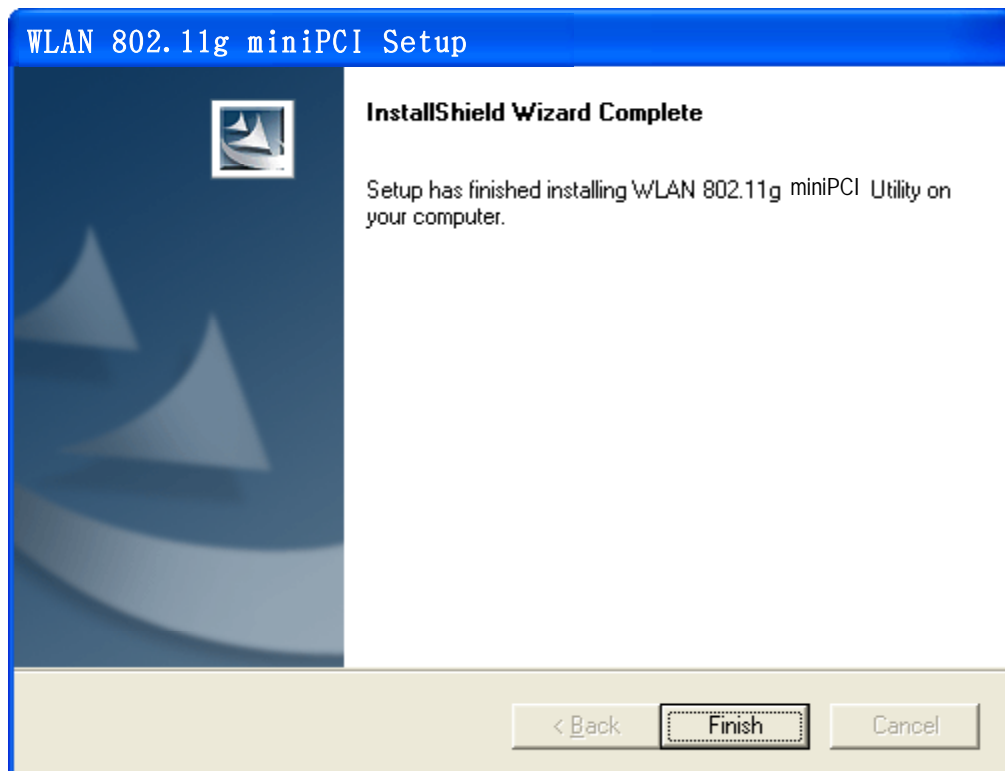 WLAN 802.11g miniPCI Setup
InstallShield Wizard Complete
Setup has finished installing WLAN 802.11g miniPCI Utility on
your computer.
< Back
Finish
Cancel